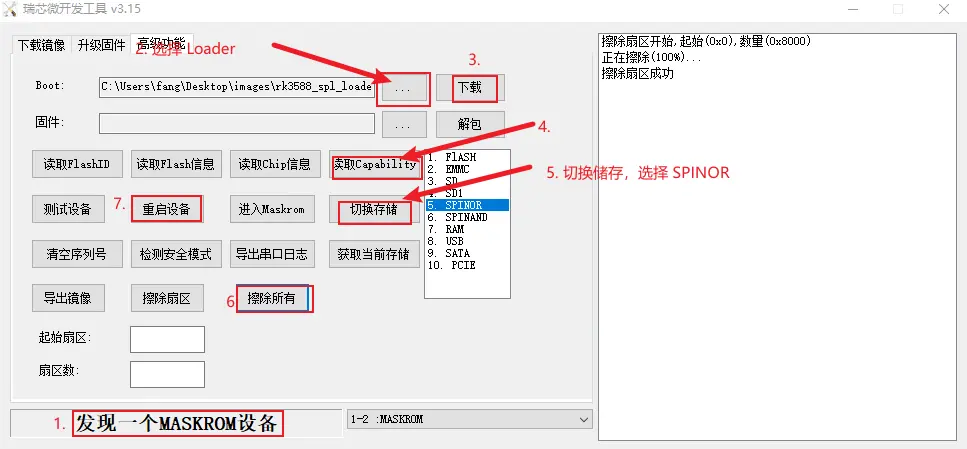 瑞芯微开发工具 v3.15
下载镜像 升级固件 高级功能
2. 选择 Loader
3.
Boot: C:\Users\fang\Desktop\images\rk3588_spl_loade ... 下载
固件: ... 解包
4.
读取FlashID 读取Flash信息 读取Chip信息 读取Capability
5. 切换储存，选择 SPINOR
测试设备 7. 重启设备 进入Maskrom 切换存储
清空序列号 检测安全模式 导出串口日志 获取当前存储
导出镜像 擦除扇区 6 擦除所有
1. FlASH
2. EMMC
3. SD
4. SD1
5. SPINOR
6. SPINAND
7. RAM
8. USB
9. SATA
10. PCIE
起始扇区:
扇区数:
1. 发现一个MASKROM设备 1-2 :MASKROM
擦除扇区开始,起始(0x0),数量(0x8000)
正在擦除(100%)...
擦除扇区成功